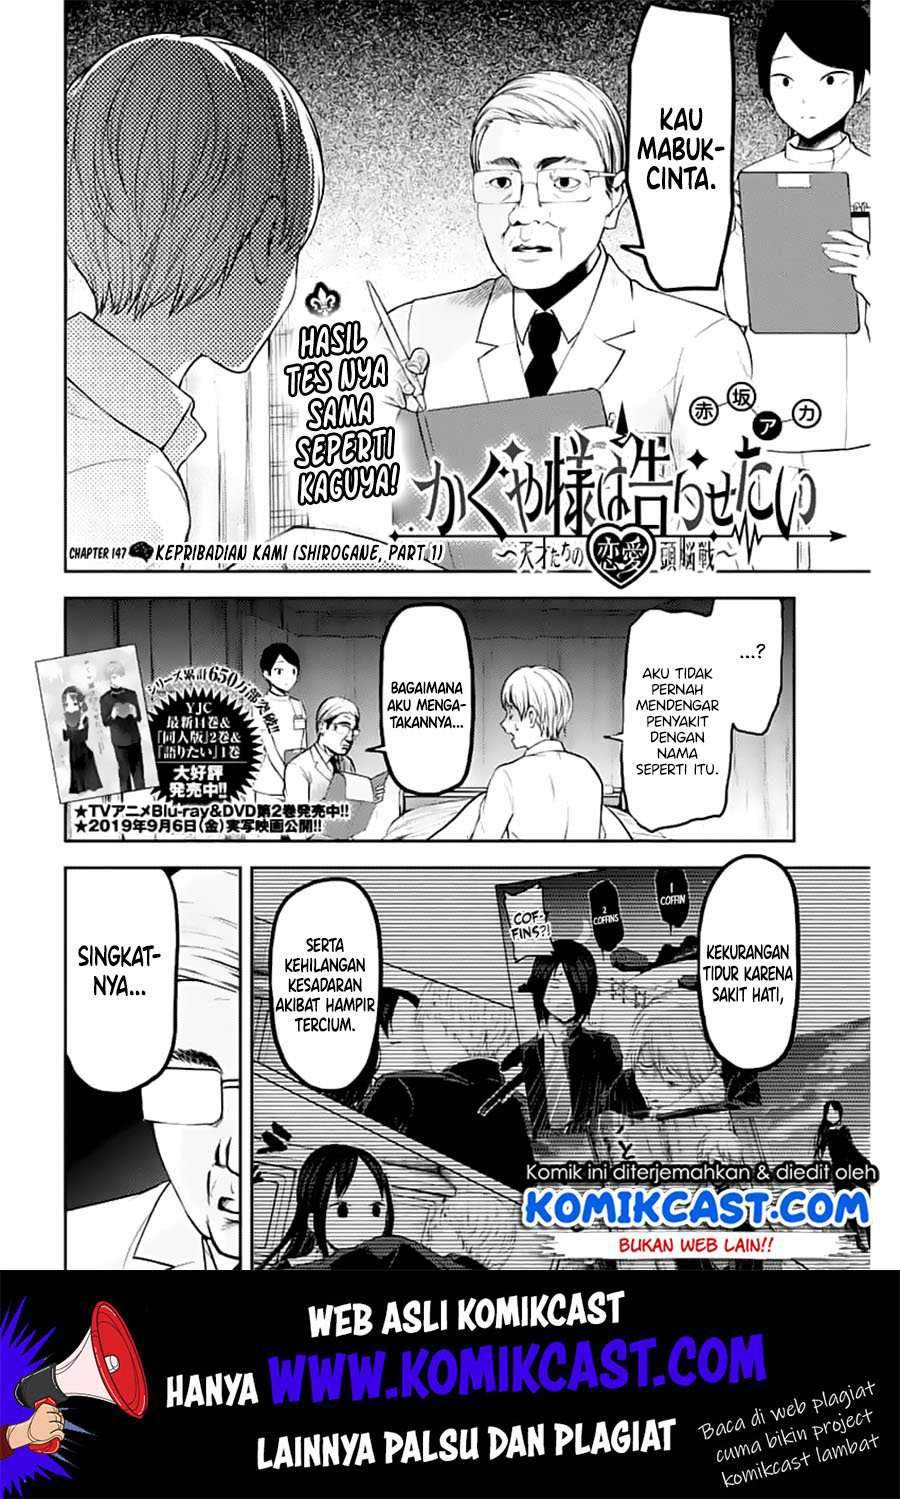 KAU
MABUK-
CINTA.
HASIL
TES NYA
SAMA
SEPERTI
KAGUYA!
赤坂アカ
かぐや様は告らせたい
〜天才たちの恋愛頭脳戦〜
CHAPTER 147 KEPRIBADIAN KAMI (SHIROGANE, PART 1)
...?
AKU TIDAK
PERNAH
MENDENGAR
PENYAKIT
DENGAN
NAMA
SEPERTI ITU.
BAGAIMANA
AKU MENGA-
TAKANNYA...
シリーズ累計650万部突破!!
YJC
最新14巻&
「同人版」2巻&
「語りたい」1巻
大好評
発売中!!
★TVアニメBlu-ray&DVD第2巻発売中!!
★2019年9月6日(金)実写映画公開!!
KEKURANGAN
TIDUR KARENA
SAKIT HATI,
1
COFFIN
2
COFFINS
COF-
FINS?!
SERTA
KEHILANGAN
KESADARAN
AKIBAT HAMPIR
TERCIUM.
SINGKAT-
NYA...
Komik ini diterjemahkan & diedit oleh
KOMIKCAST.COM
BUKAN WEB LAIN!!
WEB ASLI KOMIKCAST
HANYA WWW.KOMIKCAST.COM
LAINNYA PALSU DAN PLAGIAT
Baca di web plagiat
cuma bikin project
komikcast lambat